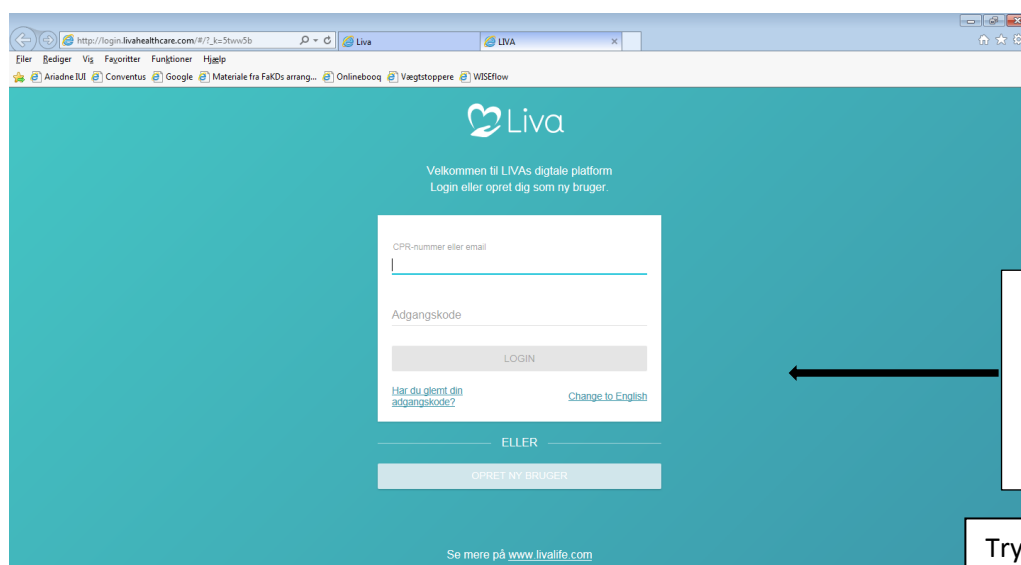 http://login.livahealthcare.com/#/?_k=5tww5b
Liva
LIVA
Filer Rediger Vis Favoritter Funktioner Hjælp
Ariadne IUI Conventus Google Materiale fra FaKDs arrang... Onlinebooq Vægtstoppere WISEflow
Liva
Velkommen til LIVAs digtale platform
Login eller opret dig som ny bruger.
CPR-nummer eller email
Adgangskode
LOGIN
Har du glemt din
adgangskode?
Change to English
ELLER
OPRET NY BRUGER
Try
Se mere på www.livalife.com